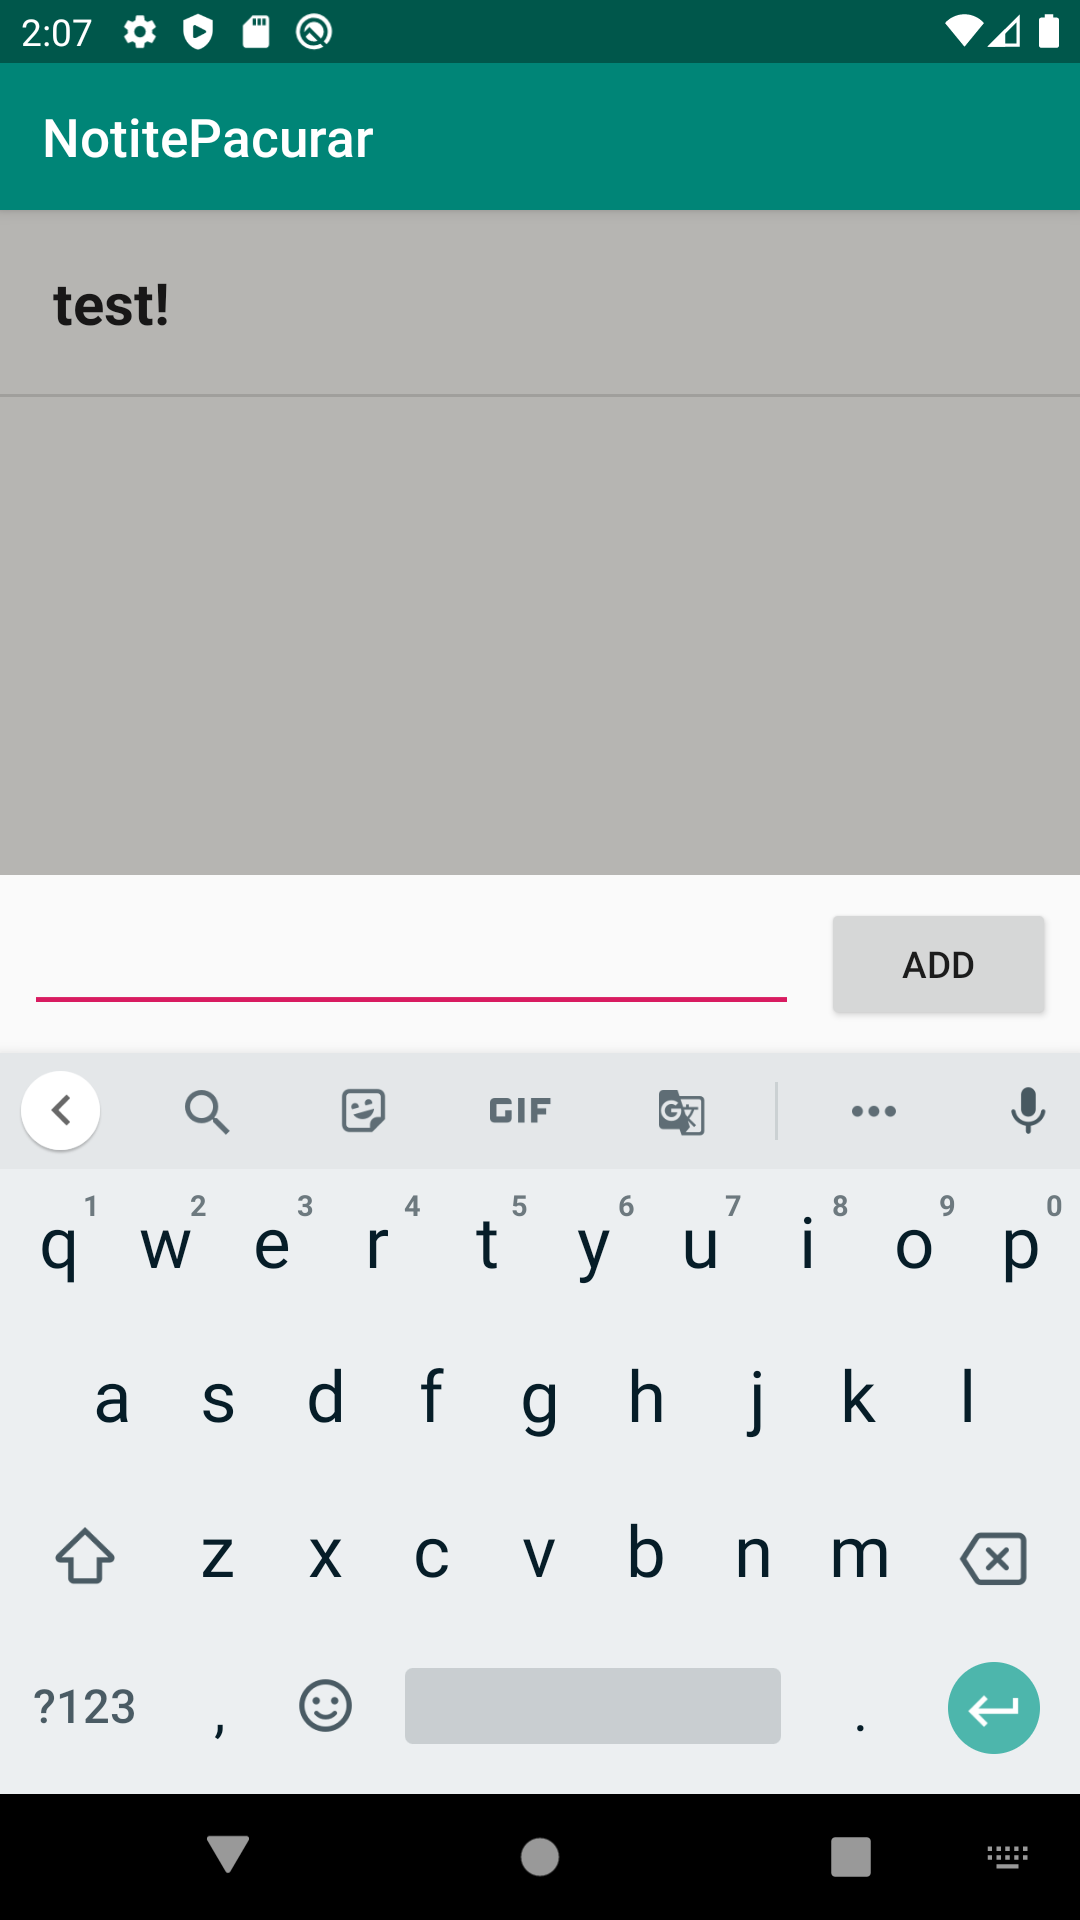 2:07
NotitePacurar
test!
ADD
GIF
G
1 2 3 4 5 6 7 8 9 0
q w e r t y u i o p
a s d f g h j k l
z x c v b n m
?123 , .